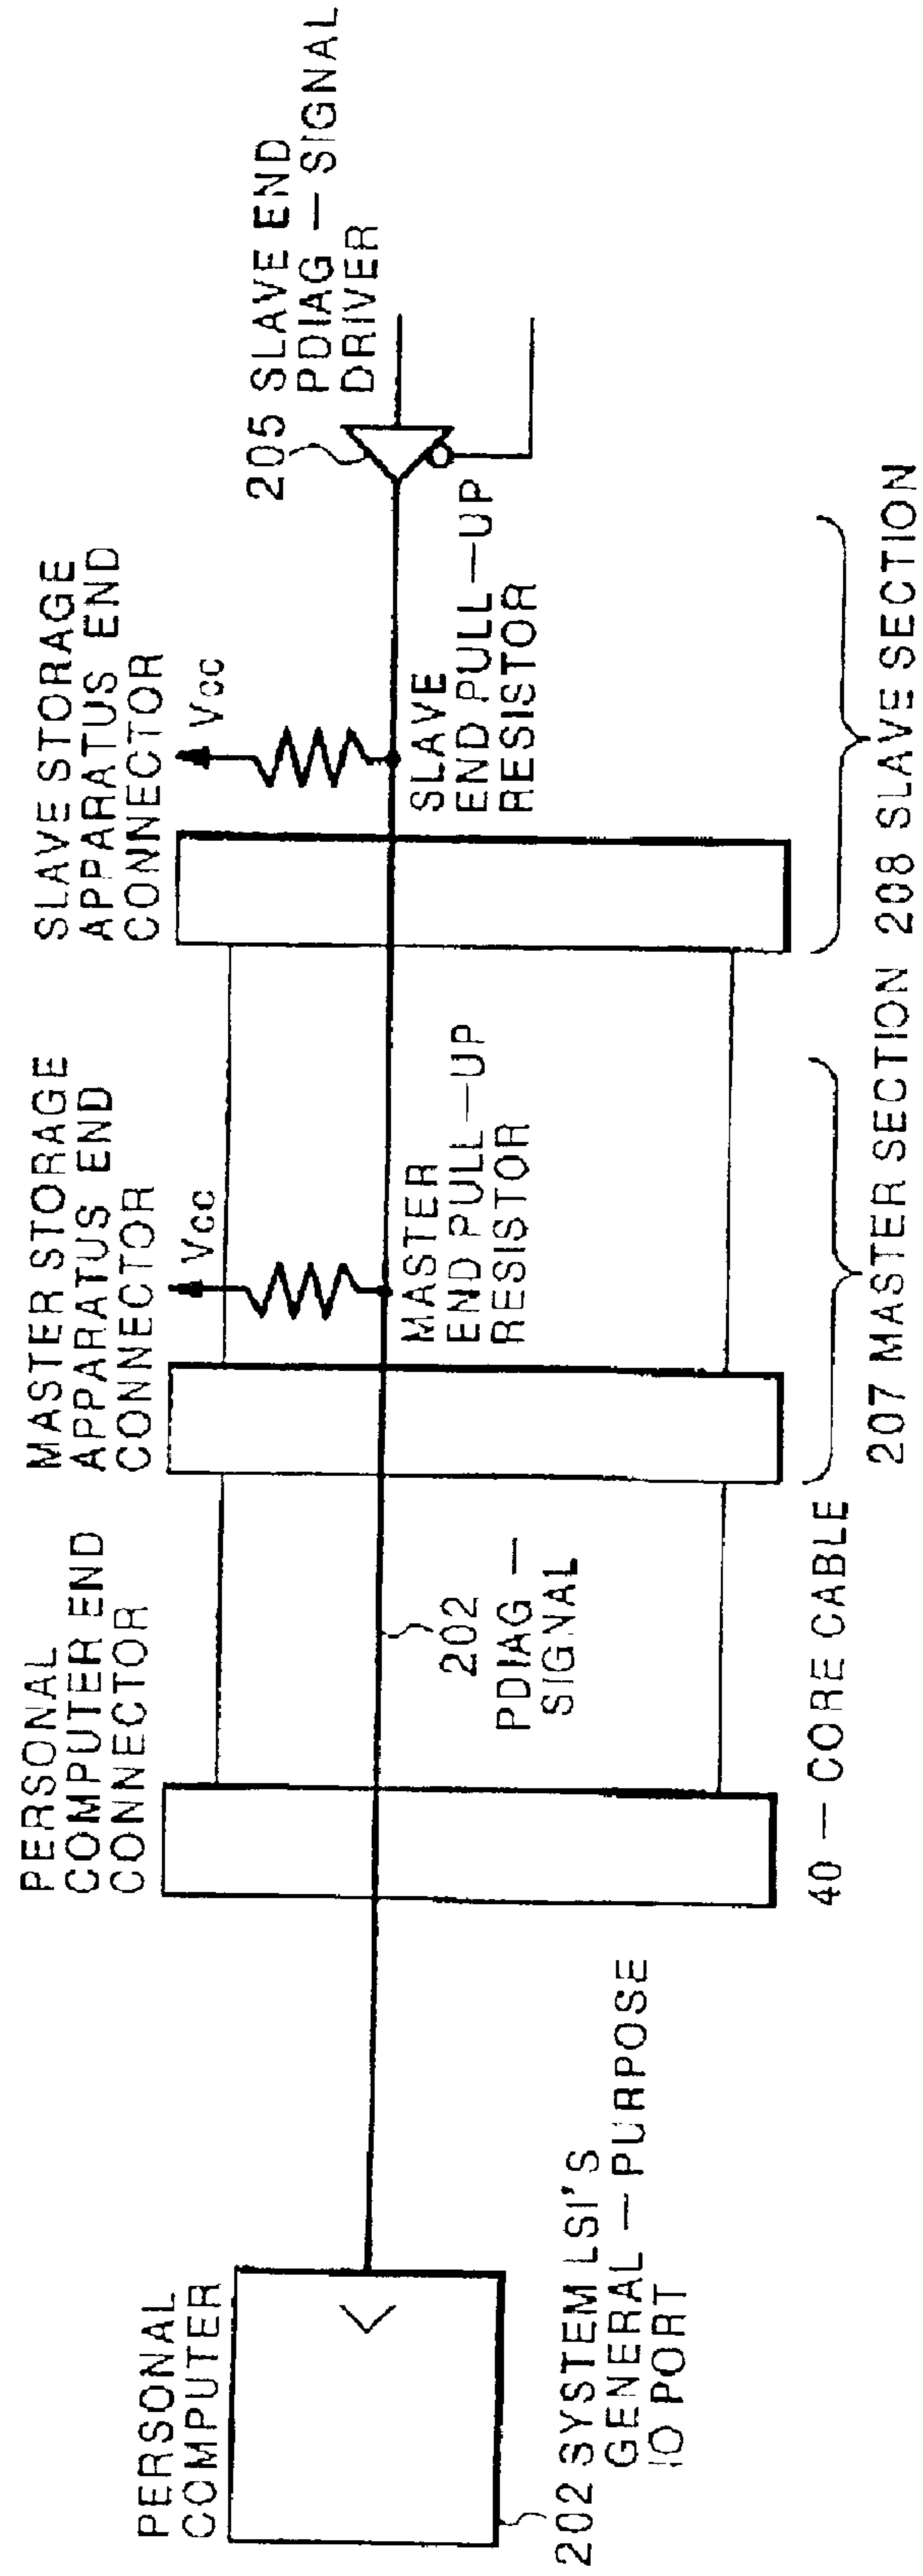 PERSONAL
COMPUTER
202 SYSTEM LSI'S
GENERAL — PURPOSE
IO PORT
PERSONAL
COMPUTER END
CONNECTOR
202
PDIAG —
SIGNAL
40 — CORE CABLE
MASTER STORAGE
APPARATUS END
CONNECTOR
Vcc
MASTER
END PULL—UP
RESISTOR
207 MASTER SECTION
SLAVE STORAGE
APPARATUS END
CONNECTOR
Vcc
SLAVE
END PULL—UP
RESISTOR
208 SLAVE SECTION
205 SLAVE END
PDIAG — SIGNAL
DRIVER